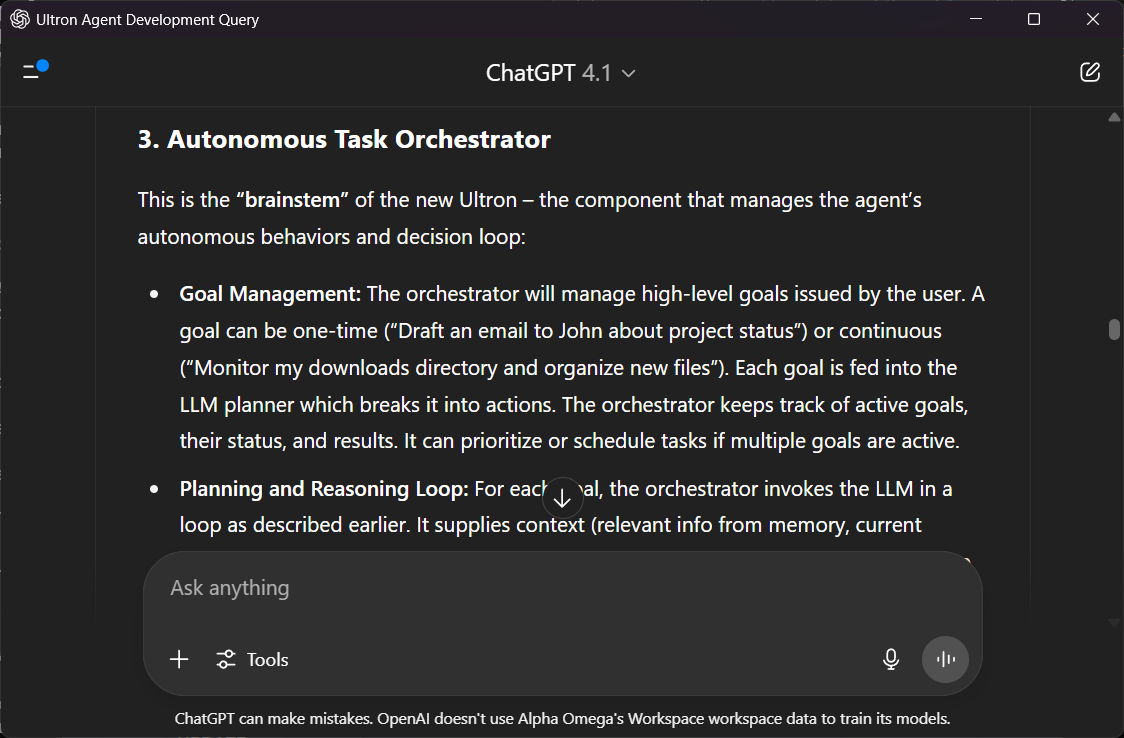 Ultron Agent Development Query
ChatGPT 4.1
3. Autonomous Task Orchestrator
This is the “brainstem” of the new Ultron – the component that manages the agent’s
autonomous behaviors and decision loop:
• Goal Management: The orchestrator will manage high-level goals issued by the user. A
goal can be one-time (“Draft an email to John about project status”) or continuous
(“Monitor my downloads directory and organize new files”). Each goal is fed into the
LLM planner which breaks it into actions. The orchestrator keeps track of active goals,
their status, and results. It can prioritize or schedule tasks if multiple goals are active.
• Planning and Reasoning Loop: For each al, the orchestrator invokes the LLM in a
loop as described earlier. It supplies context (relevant info from memory, current
Ask anything
Tools
ChatGPT can make mistakes. OpenAI doesn't use Alpha Omega's Workspace workspace data to train its models.